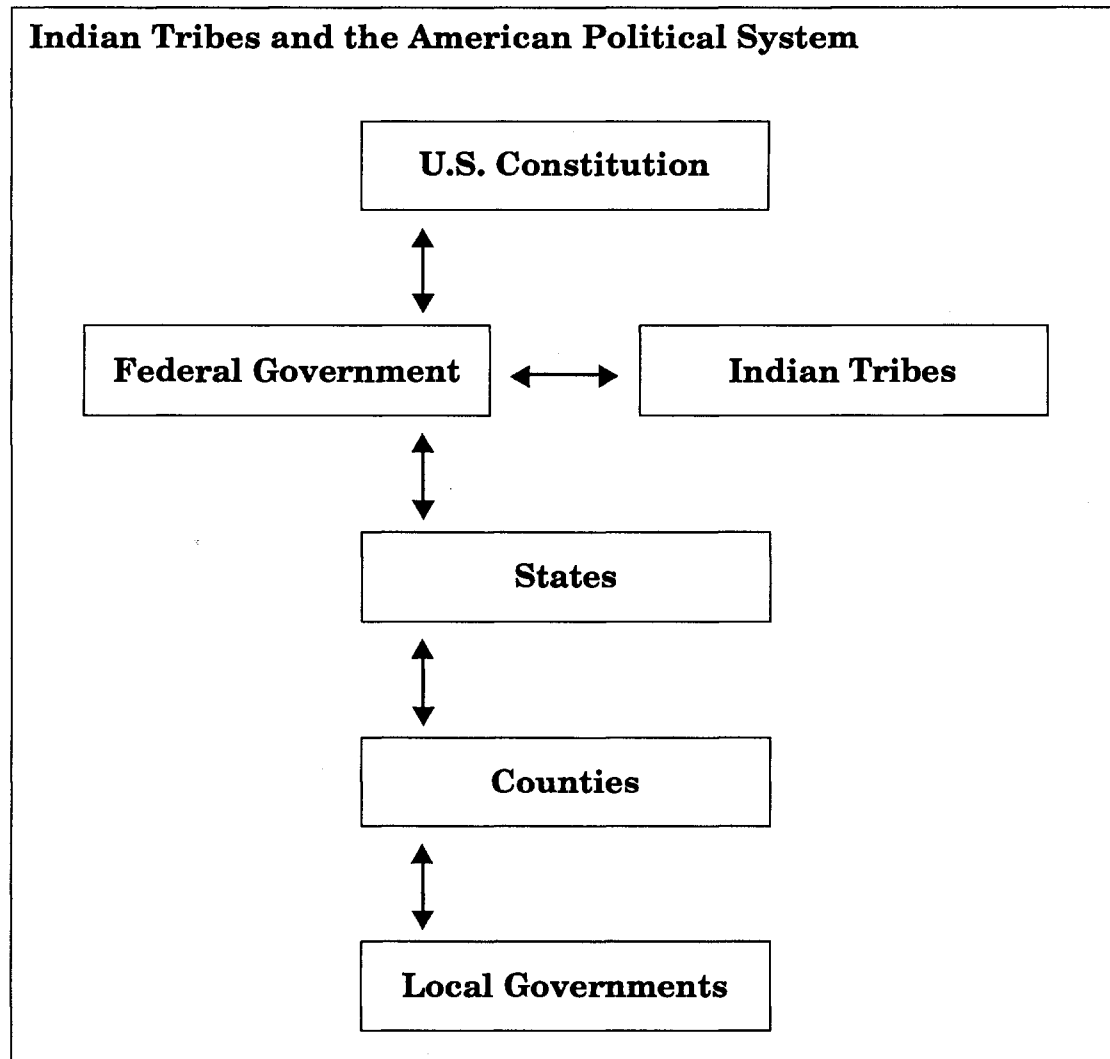 Indian Tribes and the American Political System
U.S. Constitution
Federal Government
Indian Tribes
States
Counties
Local Governments